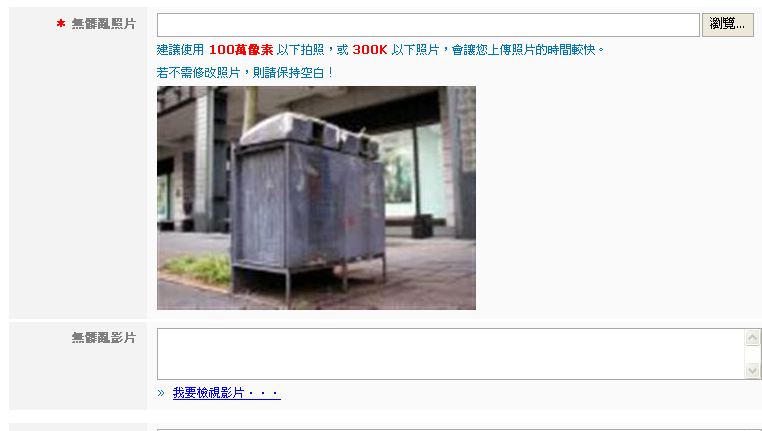 * 無髒亂照片
瀏覽...
建議使用 100萬像素 以下拍照，或 300K 以下照片，會讓您上傳照片的時間較快。
若不需修改照片，則請保持空白！
無髒亂影片
» 我要檢視影片．．．